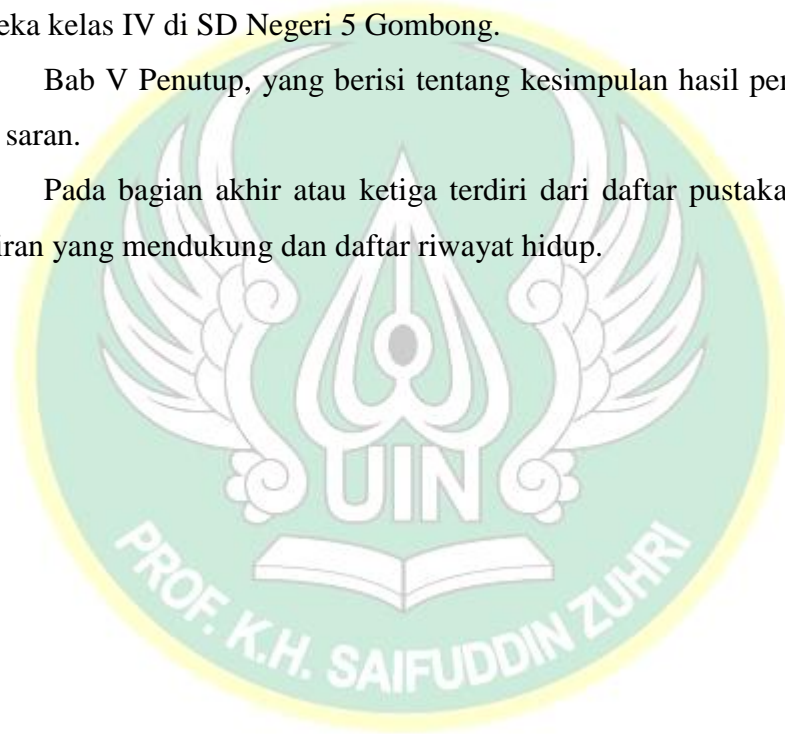 eka kelas IV di SD Negeri 5 Gombong.
Bab V Penutup, yang berisi tentang kesimpulan hasil per
saran.
Pada bagian akhir atau ketiga terdiri dari daftar pustaka
iran yang mendukung dan daftar riwayat hidup.
UIN
PROF. K.H. SAIFUDDIN ZUHRI